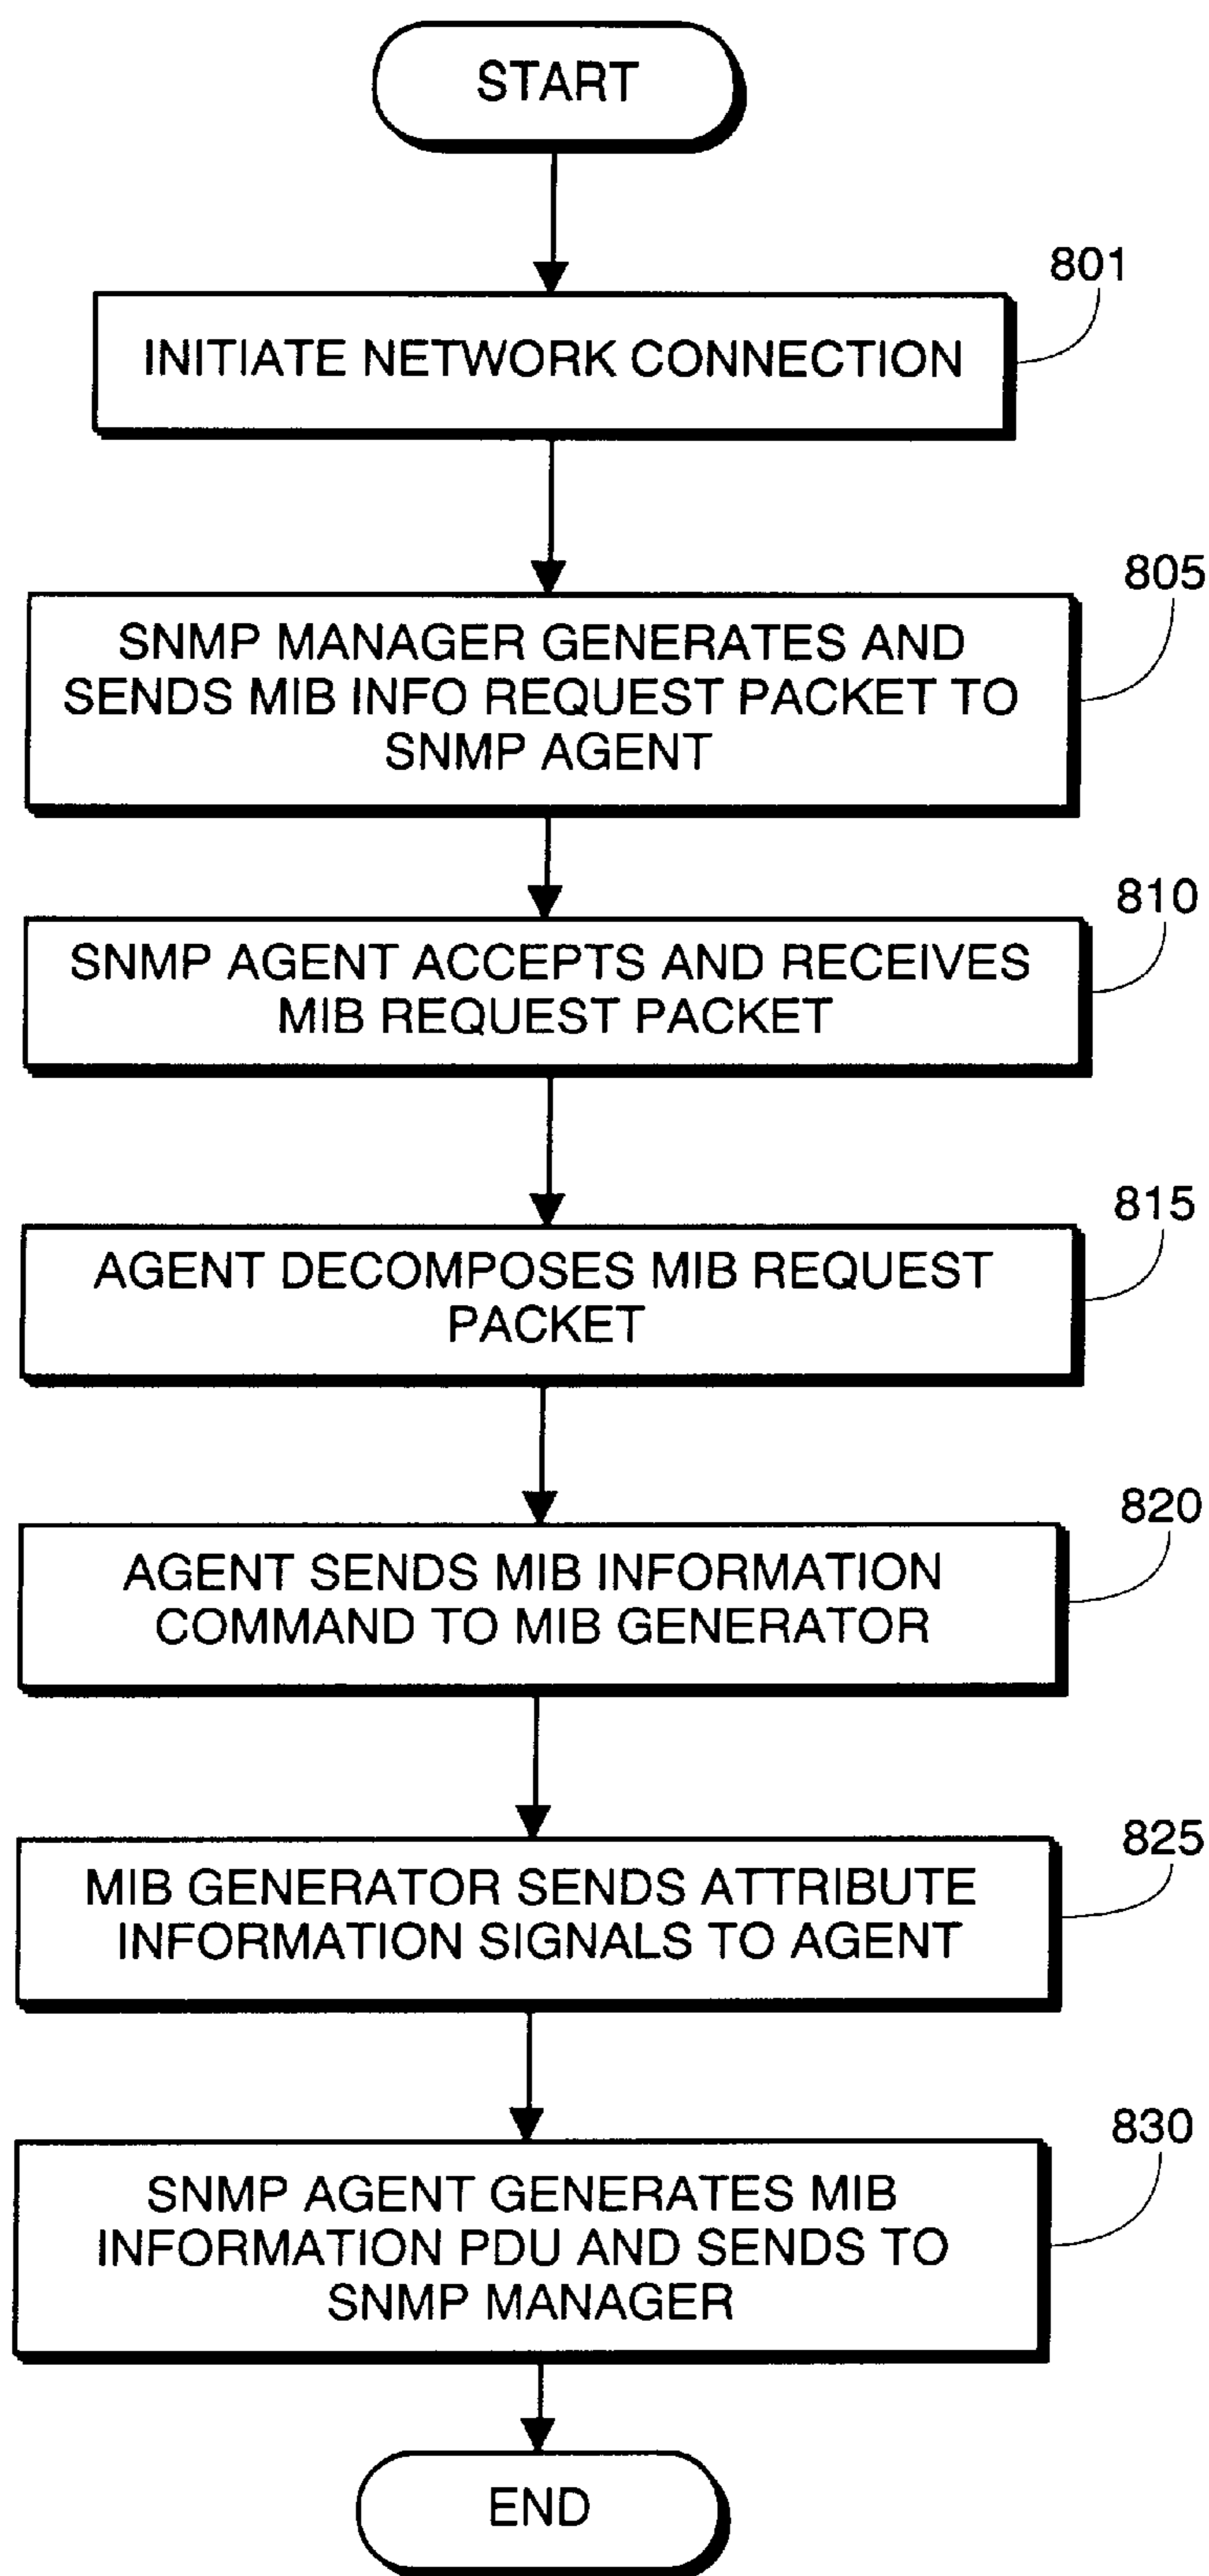 START
801
INITIATE NETWORK CONNECTION
805
SNMP MANAGER GENERATES AND
SENDS MIB INFO REQUEST PACKET TO
SNMP AGENT
810
SNMP AGENT ACCEPTS AND RECEIVES
MIB REQUEST PACKET
815
AGENT DECOMPOSES MIB REQUEST
PACKET
820
AGENT SENDS MIB INFORMATION
COMMAND TO MIB GENERATOR
825
MIB GENERATOR SENDS ATTRIBUTE
INFORMATION SIGNALS TO AGENT
830
SNMP AGENT GENERATES MIB
INFORMATION PDU AND SENDS TO
SNMP MANAGER
END